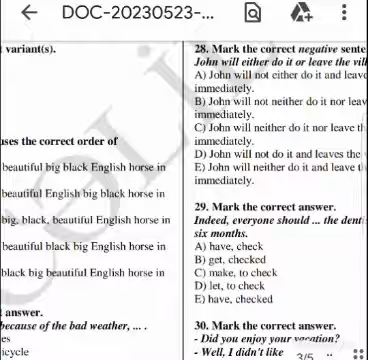 DOC-20230523-...
variant(s).
uses the correct order of
beautiful big black English horse in
beautiful English big black horse in
big, black, beautiful English horse in
beautiful black big English horse in
black big beautiful English horse in
answer.
because of the bad weather, ... .
es
icycle
28. Mark the correct negative sente
John will either do it or leave the vill
A) John will not either do it and leave
immediately.
B) John will not neither do it nor leav
immediately.
C) John will neither do it nor leave th
immediately.
D) John will not do it and leaves the
E) John will neither do it and leave t
immediately.
29. Mark the correct answer.
Indeed, everyone should ... the denti
six months.
A) have, check
B) get, checked
C) make, to check
D) let, to check
E) have, checked
30. Mark the correct answer.
- Did you enjoy your vacation?
- Well, I didn't like
3/5